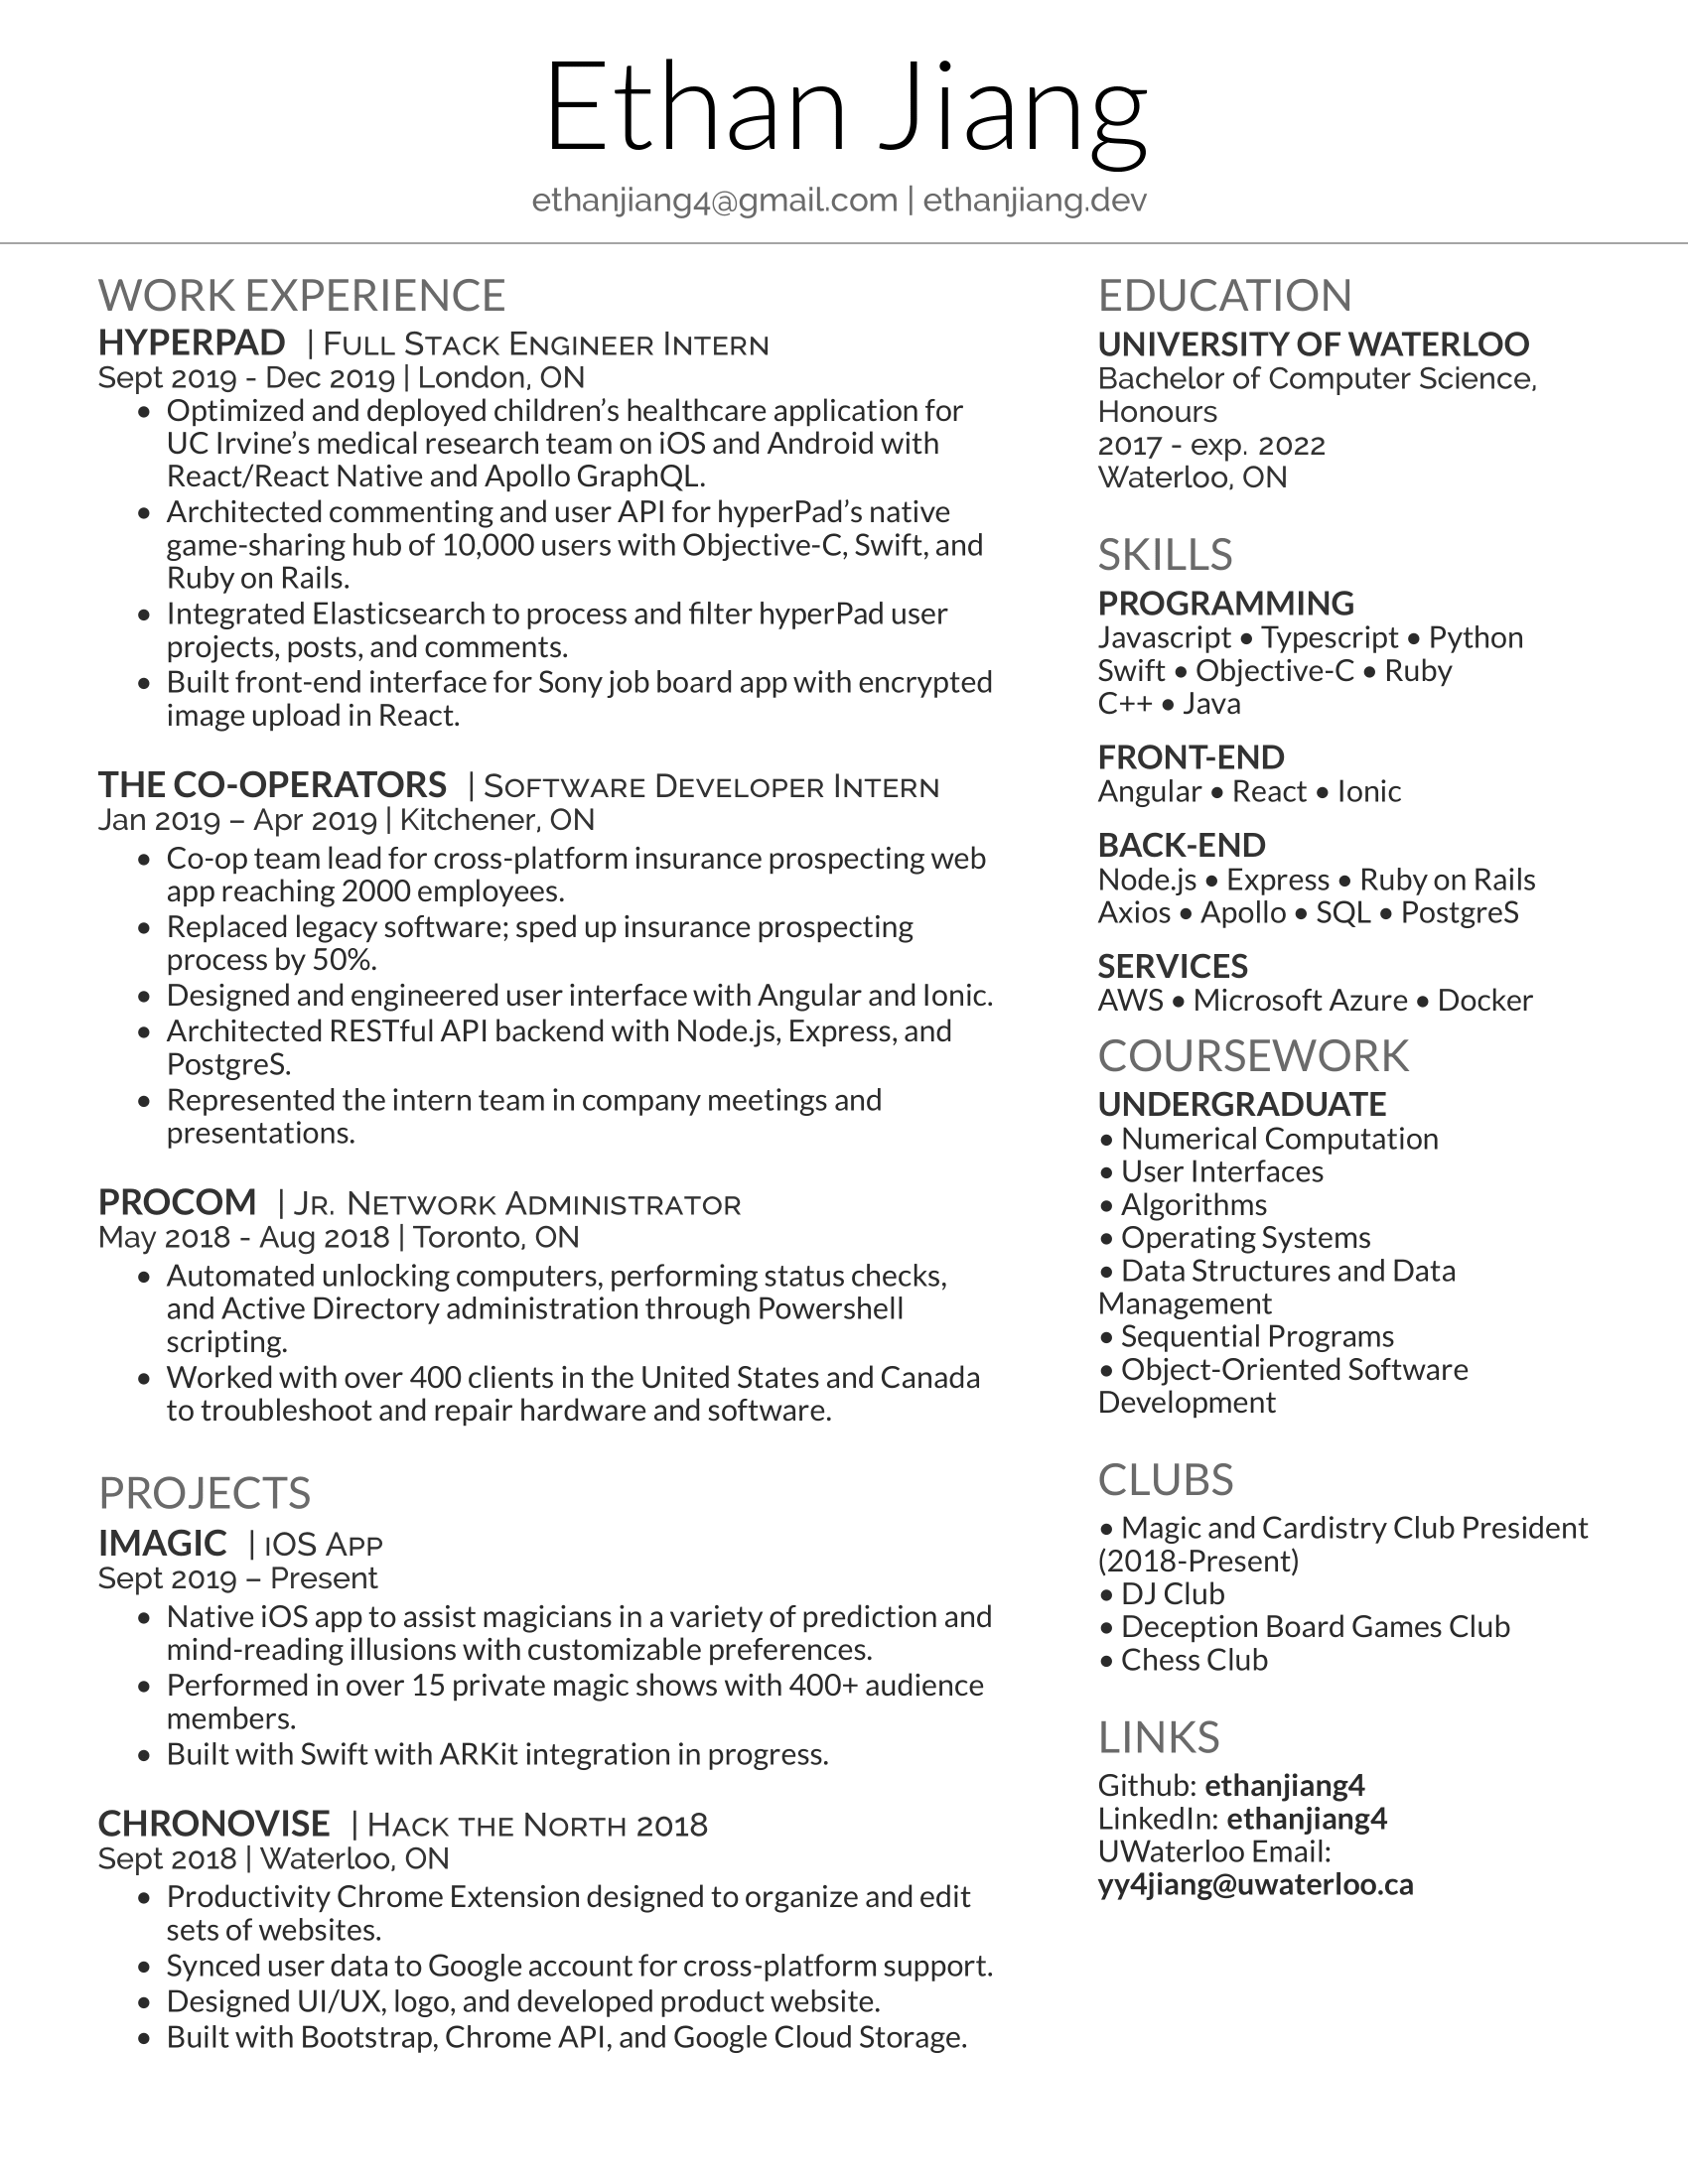 Ethan Jiang
ethanjiang4@gmail.com | ethanjiang.dev
WORK EXPERIENCE
HYPERPAD | Full Stack Engineer Intern
Sept 2019 - Dec 2019 | London, ON
• Optimized and deployed children’s healthcare application for
UC Irvine’s medical research team on iOS and Android with
React/React Native and Apollo GraphQL.
• Architected commenting and user API for hyperPad’s native
game-sharing hub of 10,000 users with Objective-C, Swift, and
Ruby on Rails.
• Integrated Elasticsearch to process and filter hyperPad user
projects, posts, and comments.
• Built front-end interface for Sony job board app with encrypted
image upload in React.
THE CO-OPERATORS | Software Developer Intern
Jan 2019 – Apr 2019 | Kitchener, ON
• Co-op team lead for cross-platform insurance prospecting web
app reaching 2000 employees.
• Replaced legacy software; sped up insurance prospecting
process by 50%.
• Designed and engineered user interface with Angular and Ionic.
• Architected RESTful API backend with Node.js, Express, and
PostgreS.
• Represented the intern team in company meetings and
presentations.
PROCOM | Jr. Network Administrator
May 2018 - Aug 2018 | Toronto, ON
• Automated unlocking computers, performing status checks,
and Active Directory administration through Powershell
scripting.
• Worked with over 400 clients in the United States and Canada
to troubleshoot and repair hardware and software.
PROJECTS
IMAGIC | iOS App
Sept 2019 – Present
• Native iOS app to assist magicians in a variety of prediction and
mind-reading illusions with customizable preferences.
• Performed in over 15 private magic shows with 400+ audience
members.
• Built with Swift with ARKit integration in progress.
CHRONOVISE | Hack the North 2018
Sept 2018 | Waterloo, ON
• Productivity Chrome Extension designed to organize and edit
sets of websites.
• Synced user data to Google account for cross-platform support.
• Designed UI/UX, logo, and developed product website.
• Built with Bootstrap, Chrome API, and Google Cloud Storage.
EDUCATION
UNIVERSITY OF WATERLOO
Bachelor of Computer Science,
Honours
2017 - exp. 2022
Waterloo, ON
SKILLS
PROGRAMMING
Javascript • Typescript • Python
Swift • Objective-C • Ruby
C++ • Java
FRONT-END
Angular • React • Ionic
BACK-END
Node.js • Express • Ruby on Rails
Axios • Apollo • SQL • PostgreS
SERVICES
AWS • Microsoft Azure • Docker
COURSEWORK
UNDERGRADUATE
• Numerical Computation
• User Interfaces
• Algorithms
• Operating Systems
• Data Structures and Data
Management
• Sequential Programs
• Object-Oriented Software
Development
CLUBS
• Magic and Cardistry Club President
(2018-Present)
• DJ Club
• Deception Board Games Club
• Chess Club
LINKS
Github: ethanjiang4
LinkedIn: ethanjiang4
UWaterloo Email:
yy4jiang@uwaterloo.ca